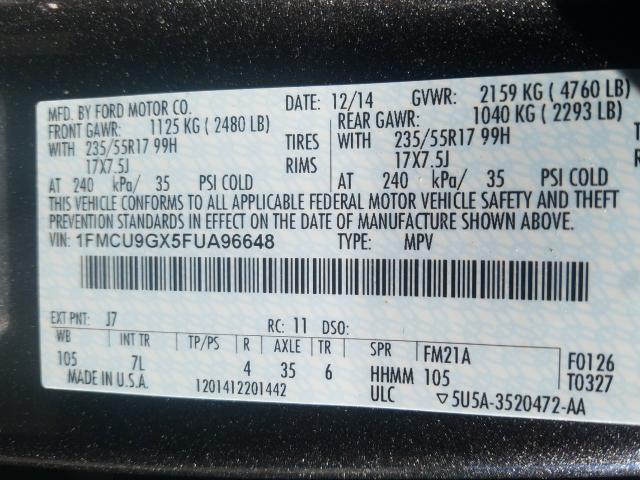 MFD. BY FORD MOTOR CO. DATE: 12/14 GVWR: 2159 KG ( 4760 LB)
FRONT GAWR: 1125 KG ( 2480 LB) REAR GAWR: 1040 KG ( 2293 LB)
WITH 235/55R17 99H TIRES WITH 235/55R17 99H
17X7.5J RIMS 17X7.5J
AT 240 kPa/ 35 PSI COLD AT 240 kPa/ 35 PSI COLD
THIS VEHICLE CONFORMS TO ALL APPLICABLE FEDERAL MOTOR VEHICLE SAFETY AND THEFT
PREVENTION STANDARDS IN EFFECT ON THE DATE OF MANUFACTURE SHOWN ABOVE.
VIN: 1FMCU9GX5FUA96648 TYPE: MPV
EXT PNT: J7 RC: 11 DSO:
WB INT TR TP/PS R AXLE TR SPR FM21A F0126
105 7L 4 35 6 HHMM 105 T0327
MADE IN U.S.A. 1201412201442 ULC ▽5U5A-3520472-AA